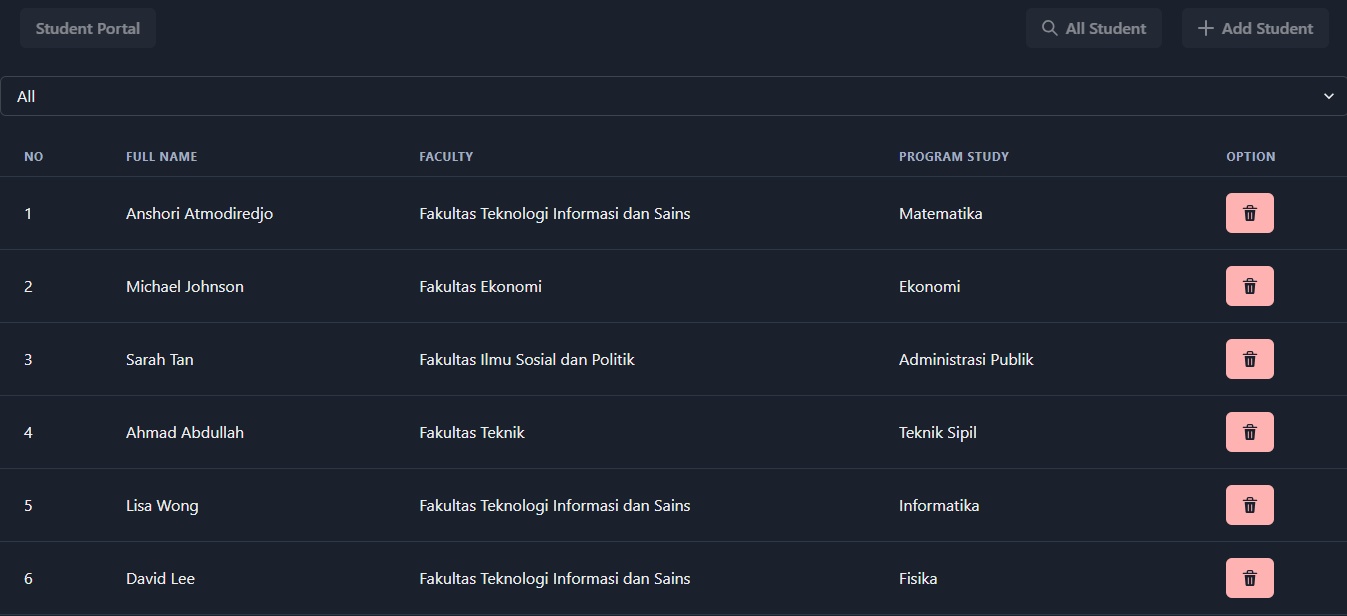 Student Portal All Student Add Student
All
NO FULL NAME FACULTY PROGRAM STUDY OPTION
1 Anshori Atmodiredjo Fakultas Teknologi Informasi dan Sains Matematika
2 Michael Johnson Fakultas Ekonomi Ekonomi
3 Sarah Tan Fakultas Ilmu Sosial dan Politik Administrasi Publik
4 Ahmad Abdullah Fakultas Teknik Teknik Sipil
5 Lisa Wong Fakultas Teknologi Informasi dan Sains Informatika
6 David Lee Fakultas Teknologi Informasi dan Sains Fisika